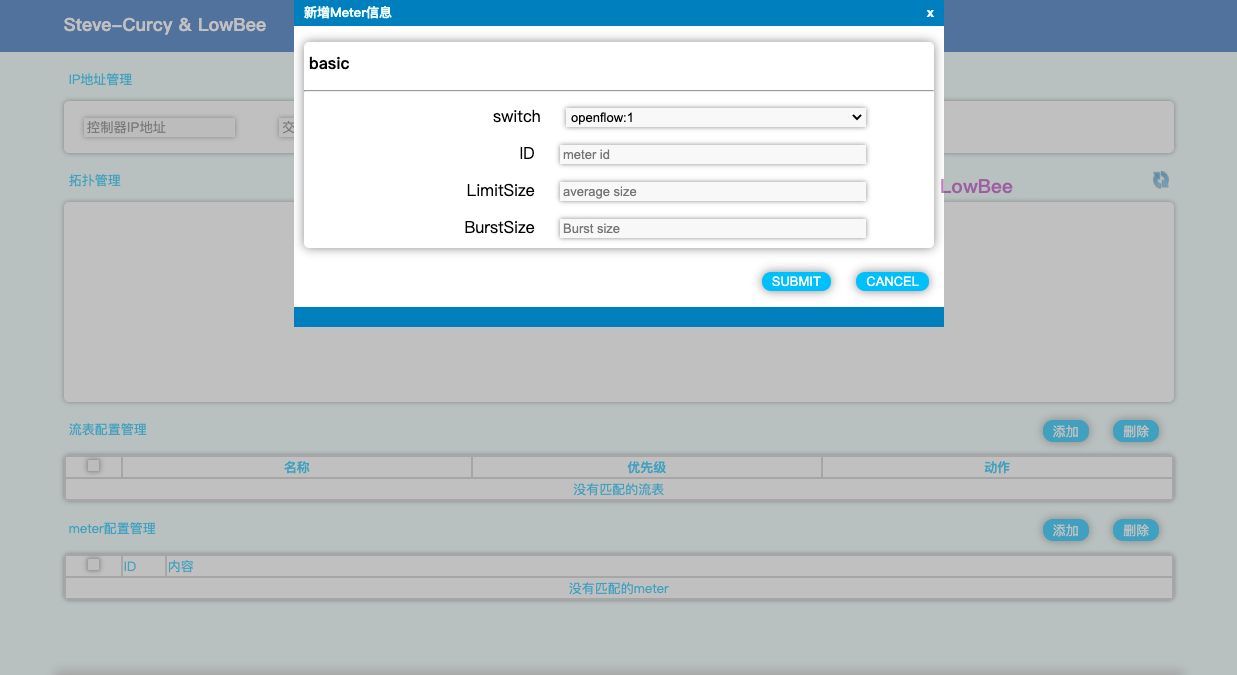 Steve-Curcy & LowBee
新增Meter信息
x
IP地址管理
basic
控制器IP地址
交
switch
openflow:1
ID
meter id
拓扑管理
LimitSize
average size
LowBee
BurstSize
Burst size
SUBMIT
CANCEL
流表配置管理
添加
删除
名称
优先级
动作
没有匹配的流表
meter配置管理
添加
删除
ID
内容
没有匹配的meter